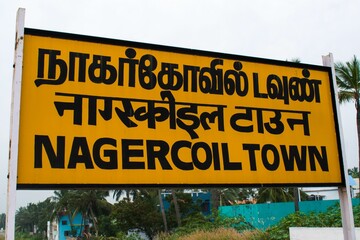 நாகர்கோவில் டவுண்
नागरकोइल टाउन
NAGERCOIL TOWN